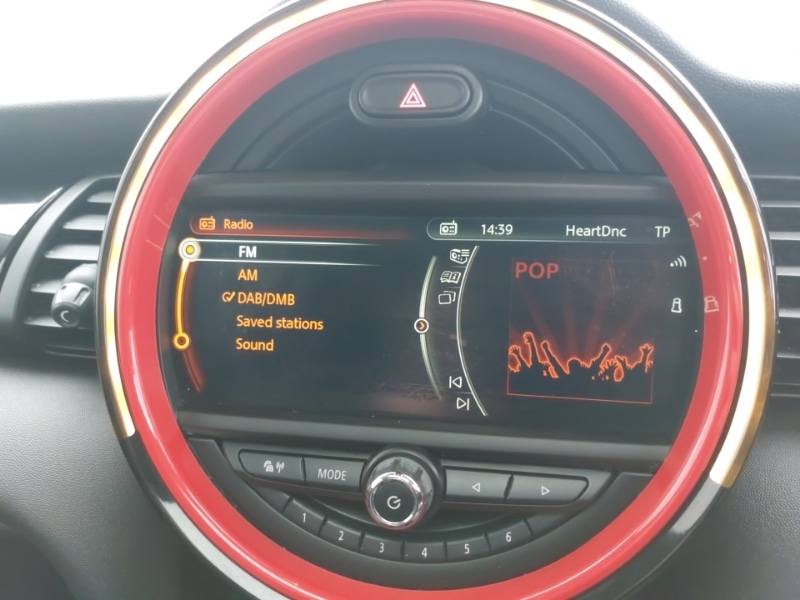 Radio
14:39 HeartDnc TP
FM
AM
DAB/DMB
Saved stations
Sound
POP
MODE
1 2 3 4 5 6